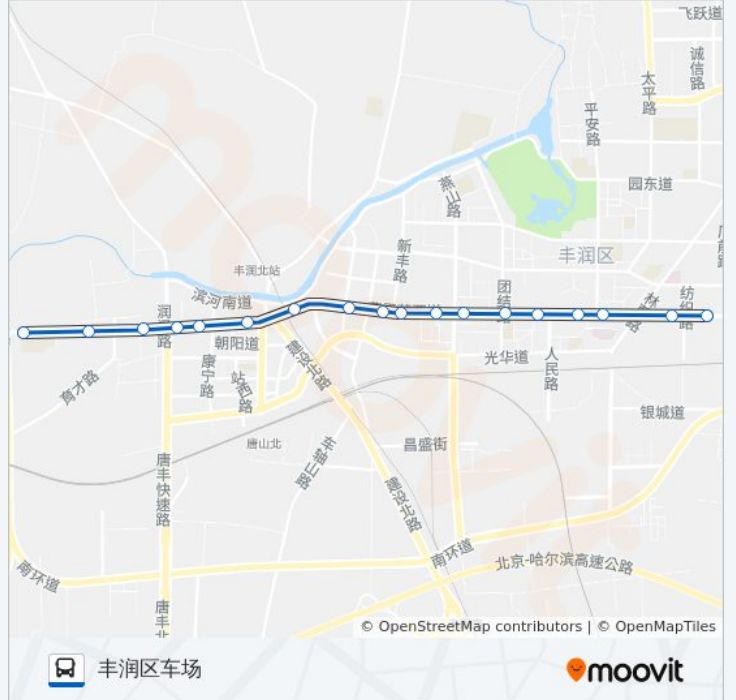 飞跃道
诚信路
太平路
平安路
园东道
燕山路
新丰路
丰润区
丰润北站
滨河南道
团结
纺织路
林
路
润
路
朝阳道
建设北路
光华道
人民路
康宁路
站西路
育才路
银城道
唐山北
车轴山路
昌盛街
唐丰快速路
建设北路
南环道
北京-哈尔滨高速公路
南环道
唐丰北
© OpenStreetMap contributors | © OpenMapTiles
丰润区车场
moovit